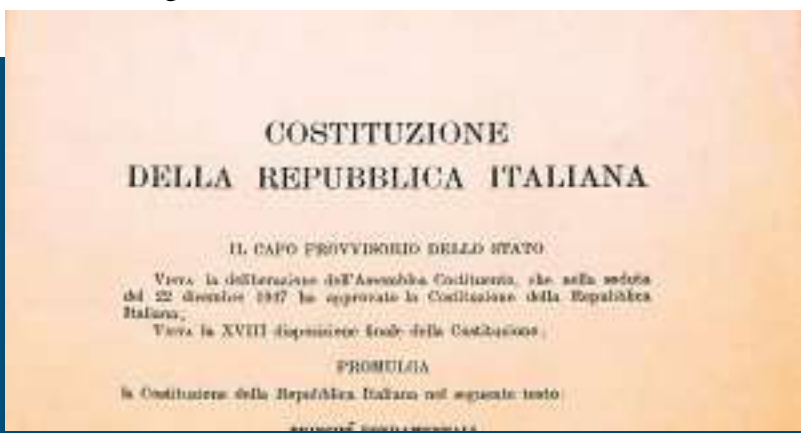 COSTITUZIONE
DELLA REPUBBLICA ITALIANA
IL CAPO PROVVISORIO DELLO STATO
VISTA la deliberazione dell'Assemblea Costituente, che nella seduta
del 22 dicembre 1947 ha approvato la Costituzione della Repubblica
Italiana;
VISTA la XVIII disposizione finale della Costituzione;
PROMULGA
la Costituzione della Repubblica Italiana nel seguente testo:
PRINCIPÎ FONDAMENTALI